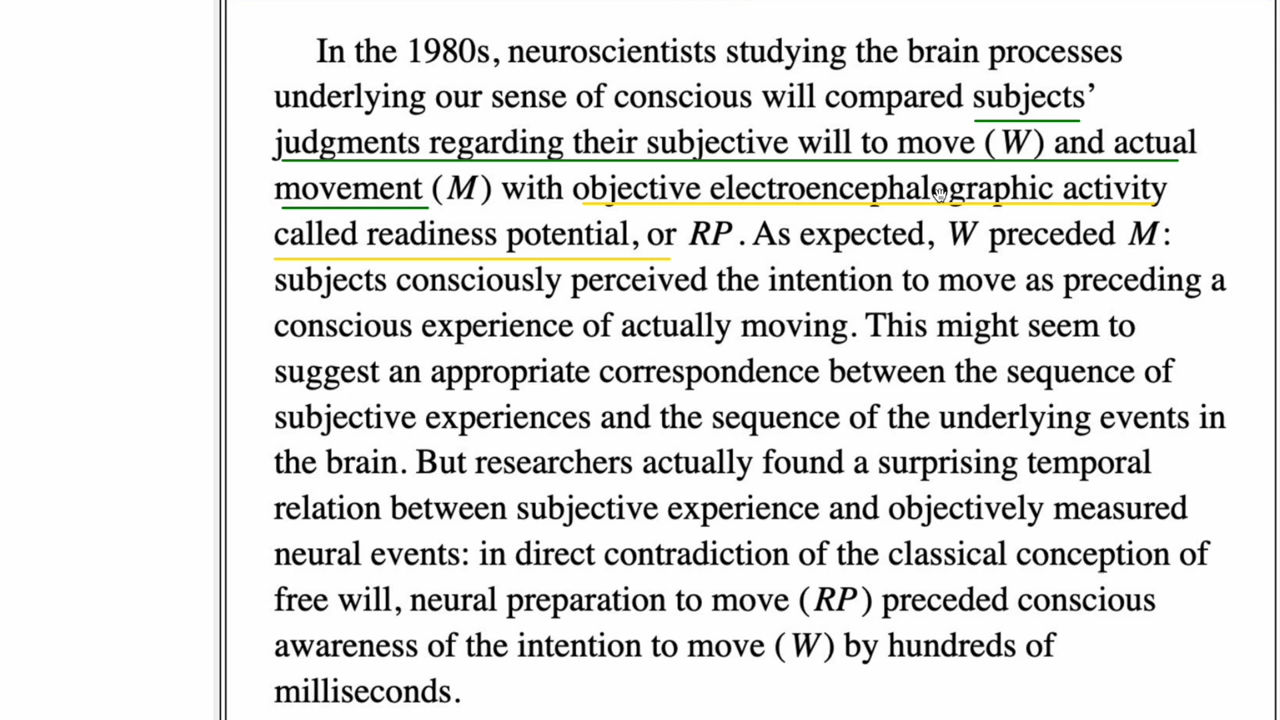 In the 1980s, neuroscientists studying the brain processes
underlying our sense of conscious will compared subjects’
judgments regarding their subjective will to move (W) and actual
movement (M) with objective electroencephalographic activity
called readiness potential, or RP. As expected, W preceded M:
subjects consciously perceived the intention to move as preceding a
conscious experience of actually moving. This might seem to
suggest an appropriate correspondence between the sequence of
subjective experiences and the sequence of the underlying events in
the brain. But researchers actually found a surprising temporal
relation between subjective experience and objectively measured
neural events: in direct contradiction of the classical conception of
free will, neural preparation to move (RP) preceded conscious
awareness of the intention to move (W) by hundreds of
milliseconds.